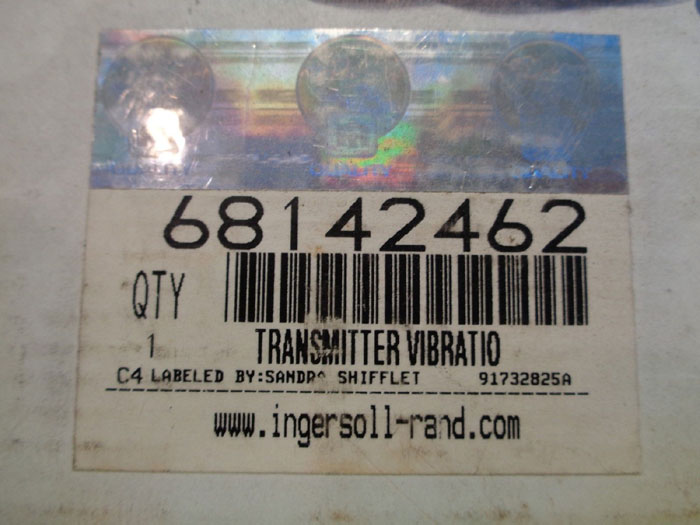 68142462
QTY
1 TRANSMITTER VIBRATIO
C4 LABELED BY:SANDRA SHIFFLET 91732825A
www.ingersoll-rand.com